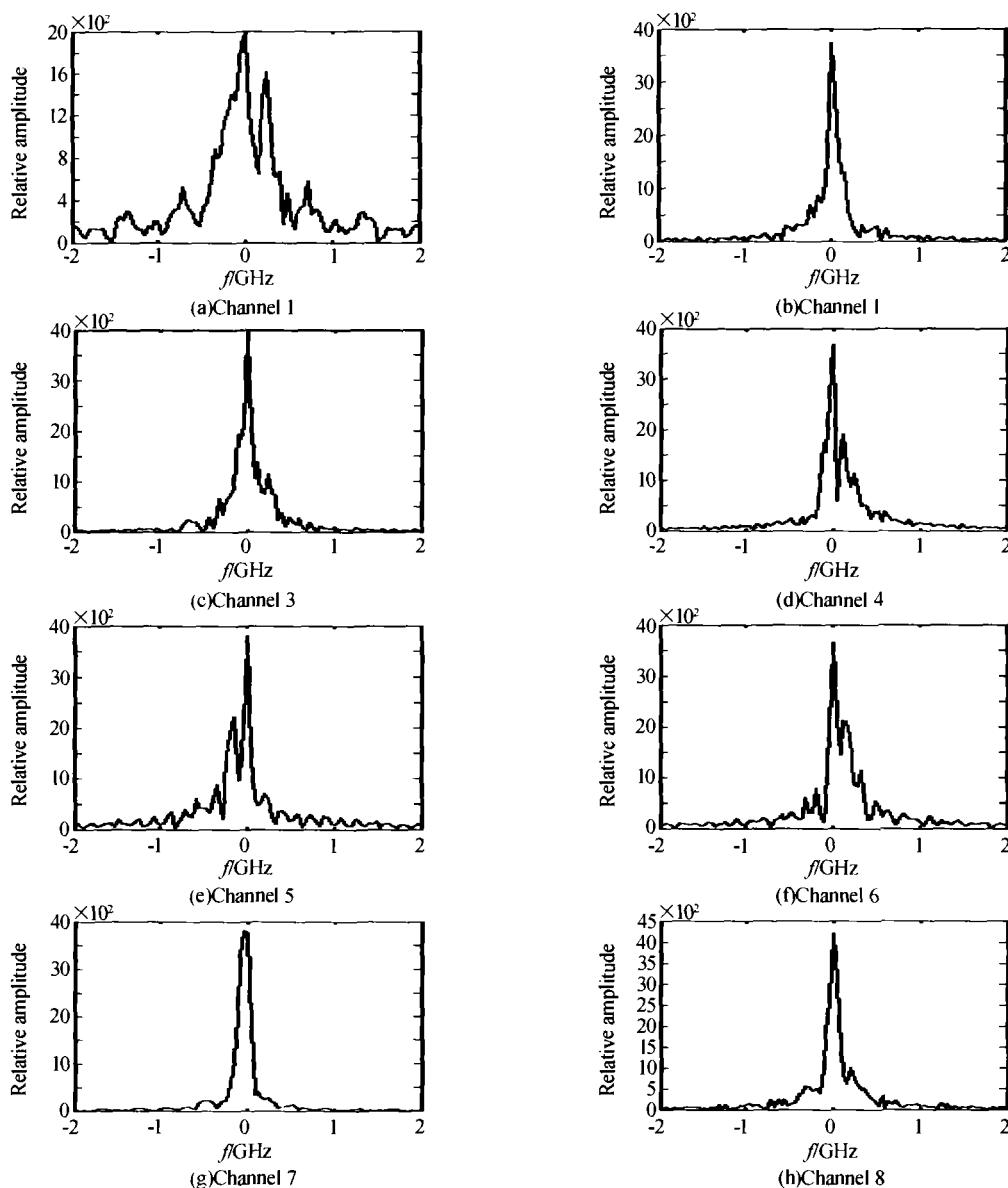 ×10²
20
16
12
8
4
0
Relative amplitude
-2 -1 0 1 2
f/GHz
(a)Channel 1
×10²
40
30
20
10
0
Relative amplitude
-2 -1 0 1 2
f/GHz
(b)Channel 1
×10²
40
30
20
10
0
Relative amplitude
-2 -1 0 1 2
f/GHz
(c)Channel 3
×10²
40
30
20
10
0
Relative amplitude
-2 -1 0 1 2
f/GHz
(d)Channel 4
×10²
40
30
20
10
0
Relative amplitude
-2 -1 0 1 2
f/GHz
(e)Channel 5
×10²
40
30
20
10
0
Relative amplitude
-2 -1 0 1 2
f/GHz
(f)Channel 6
×10²
40
30
20
10
0
Relative amplitude
-2 -1 0 1 2
f/GHz
(g)Channel 7
×10²
45
40
35
30
25
20
15
10
5
0
Relative amplitude
-2 -1 0 1 2
f/GHz
(h)Channel 8